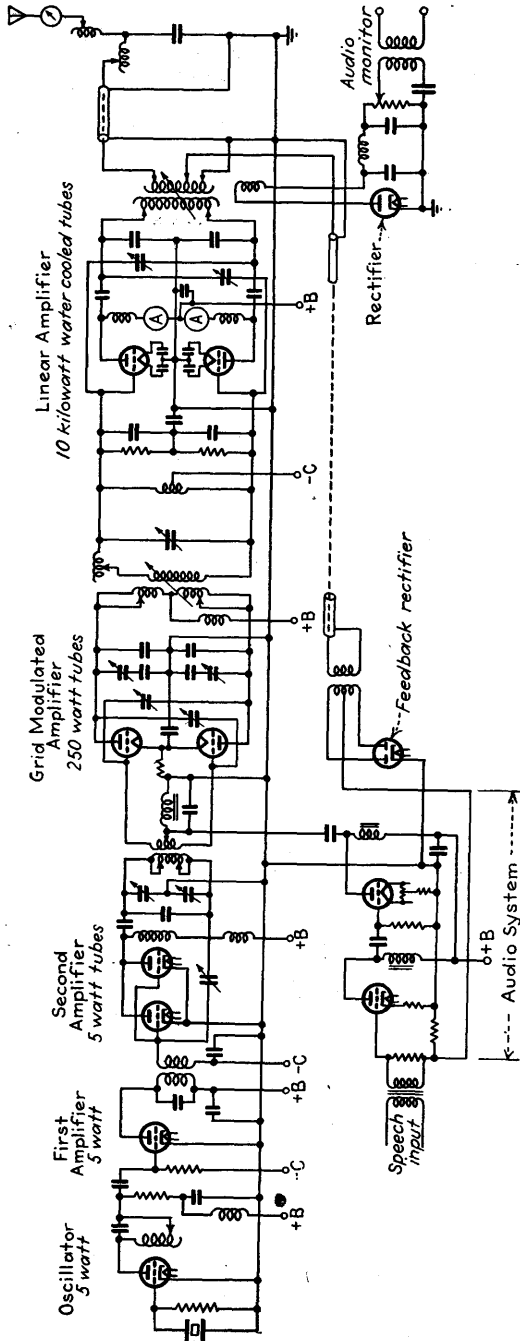 Oscillator
5 watt
First
Amplifier
5 watt
Second
Amplifier
5 watt tubes
Grid Modulated
Amplifier
250 watt tubes
Linear Amplifier
10 kilowatt water cooled tubes
A
A
+B
-C
+B
-C
+B
+B
-C
+B
Speech
input
+B
Audio System
Feedback rectifier
Rectifier
Audio
monitor